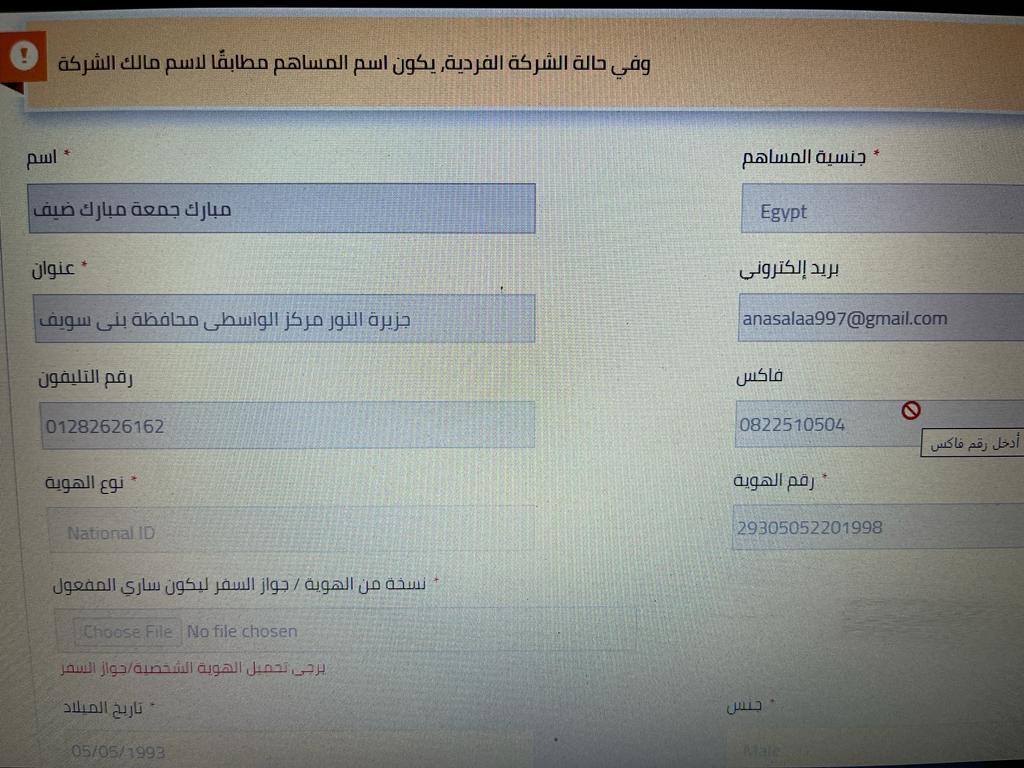 وفي حالة الشركة الفردية, يكون اسم المساهم مطابقًا لاسم مالك الشركة
* جنسية المساهم
Egypt
* اسم
مبارك جمعة مبارك ضيف
بريد إلكتروني
anasalaa997@gmail.com
* عنوان
جزيرة النور مركز الواسطى محافظة بنى سويف
فاكس
0822510504
أدخل رقم فاكس
رقم التليفون
01282626162
* رقم الهوية
29305052201998
* نوع الهوية
National ID
* نسخة من الهوية / جواز السفر ليكون ساري المفعول
Choose File No file chosen
يرجى تحميل الهوية الشخصية/جواز السفر
* جنس
Male
* تاريخ الميلاد
05/05/1993